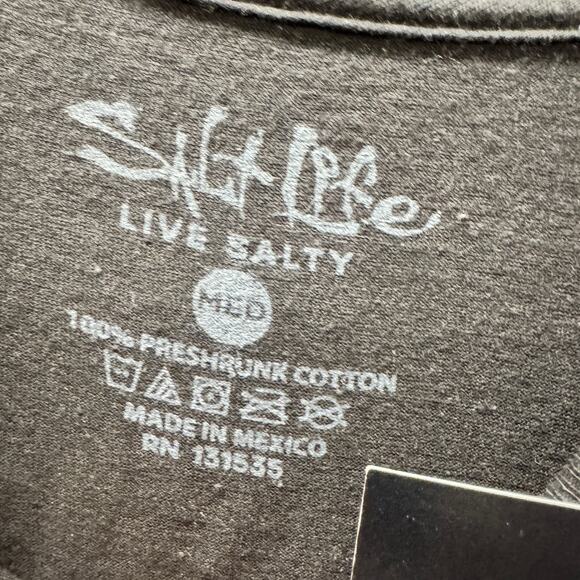 Salt Life
LIVE SALTY
MED
100% PRESHRUNK COTTON
MADE IN MEXICO
RN 131535